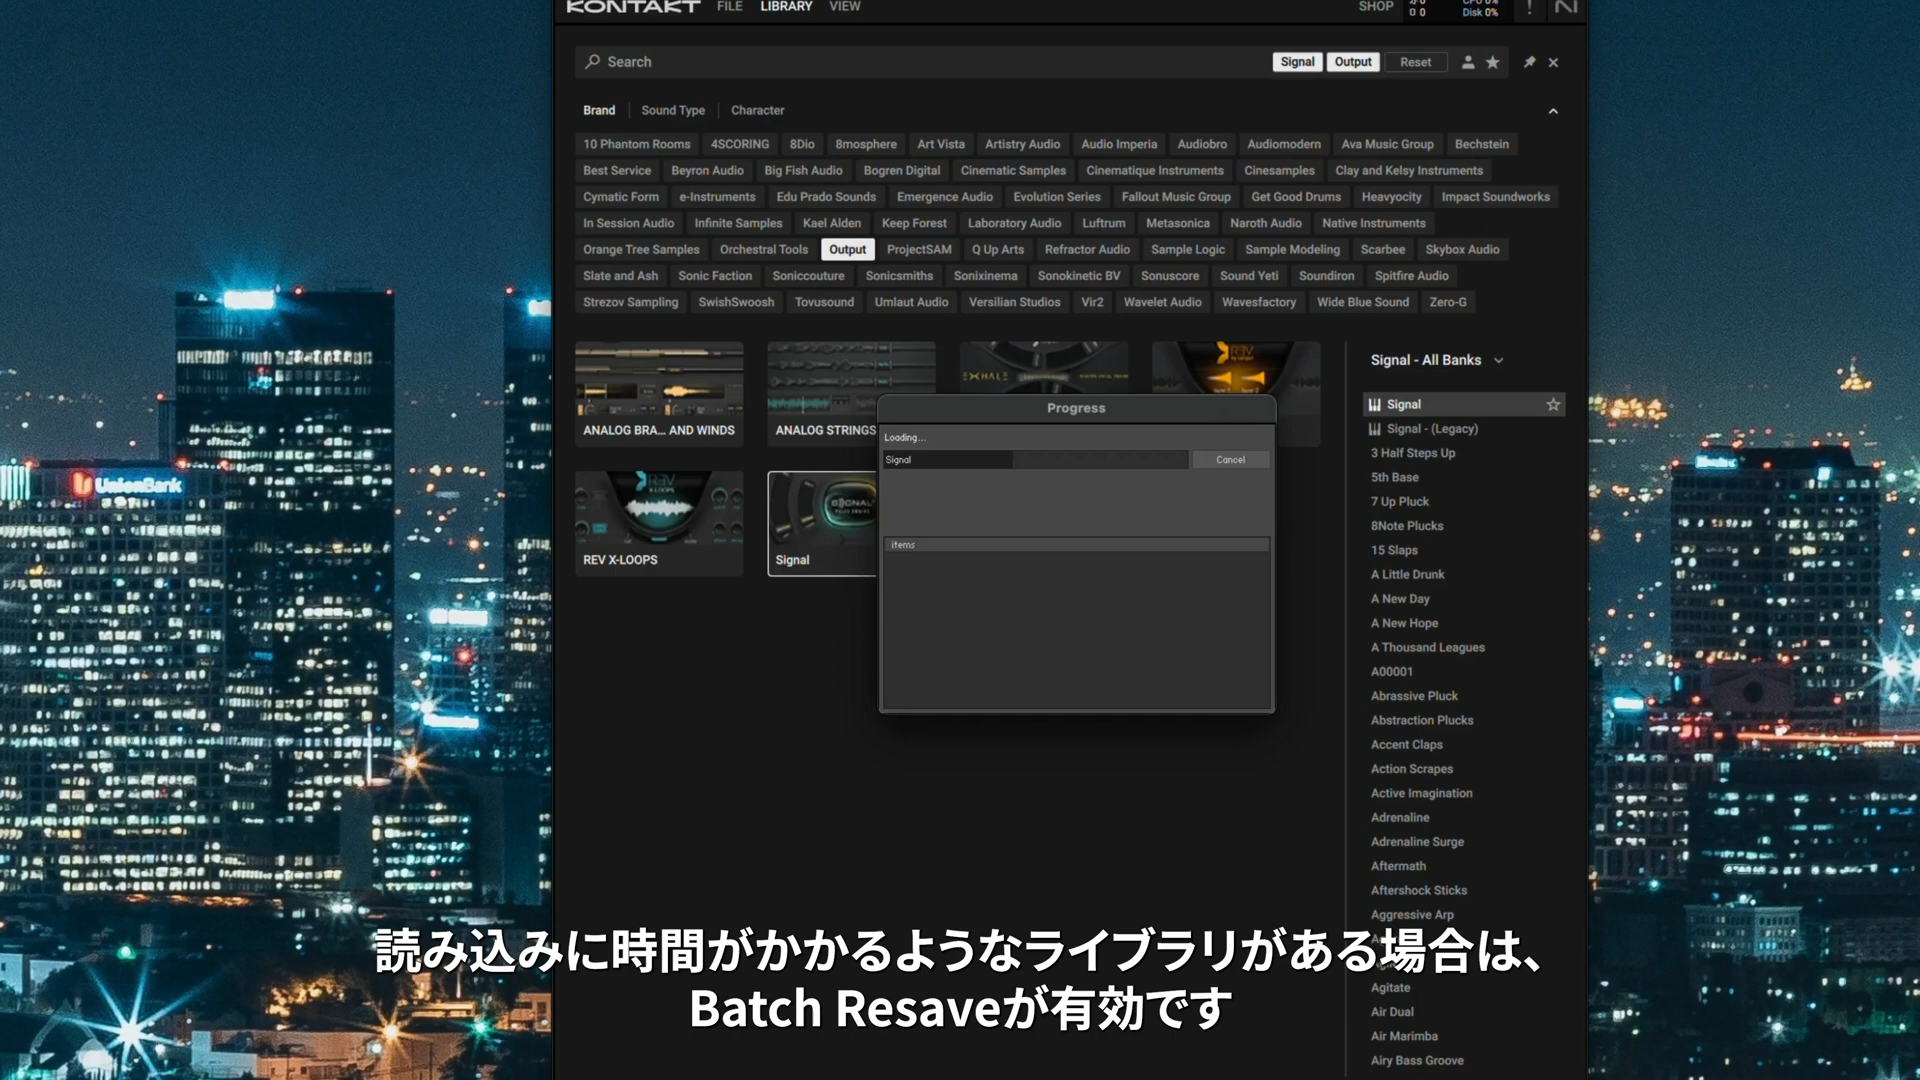 KONTAKT FILE LIBRARY VIEW SHOP
0 0 Disk 0% !
Search Signal Output Reset
Brand Sound Type Character
10 Phantom Rooms 4SCORING 8Dio 8mosphere Art Vista Artistry Audio Audio Imperia Audiobro Audiomodern Ava Music Group Bechstein
Best Service Beyron Audio Big Fish Audio Bogren Digital Cinematic Samples Cinematique Instruments Cinesamples Clay and Kelsy Instruments
Cymatic Form e-Instruments Edu Prado Sounds Emergence Audio Evolution Series Fallout Music Group Get Good Drums Heavyocity Impact Soundworks
In Session Audio Infinite Samples Kael Alden Keep Forest Laboratory Audio Luftrum Metasonica Naroth Audio Native Instruments
Orange Tree Samples Orchestral Tools Output ProjectSAM Q Up Arts Refractor Audio Sample Logic Sample Modeling Scarbee Skybox Audio
Slate and Ash Sonic Faction Soniccouture Sonicsmiths Sonixinema Sonokinetic BV Sonuscore Sound Yeti Soundiron Spitfire Audio
Strezov Sampling SwishSwoosh Tovusound Umlaut Audio Versilian Studios Vir2 Wavelet Audio Wavesfactory Wide Blue Sound Zero-G
EXHALE
REV
ANALOG BRA... AND WINDS
ANALOG STRINGS
REV
X-LOOPS
REV X-LOOPS
SIGNAL
Signal
Progress
Loading...
Signal Cancel
items
Signal - All Banks
Signal
Signal - (Legacy)
3 Half Steps Up
5th Base
7 Up Pluck
8Note Plucks
15 Slaps
A Little Drunk
A New Day
A New Hope
A Thousand Leagues
A00001
Abrassive Pluck
Abstraction Plucks
Accent Claps
Action Scrapes
Active Imagination
Adrenaline
Adrenaline Surge
Aftermath
Aftershock Sticks
Aggressive Arp
Agitate
Air Dual
Air Marimba
Airy Bass Groove
UnionBank
読み込みに時間がかかるようなライブラリがある場合は、
Batch Resaveが有効です